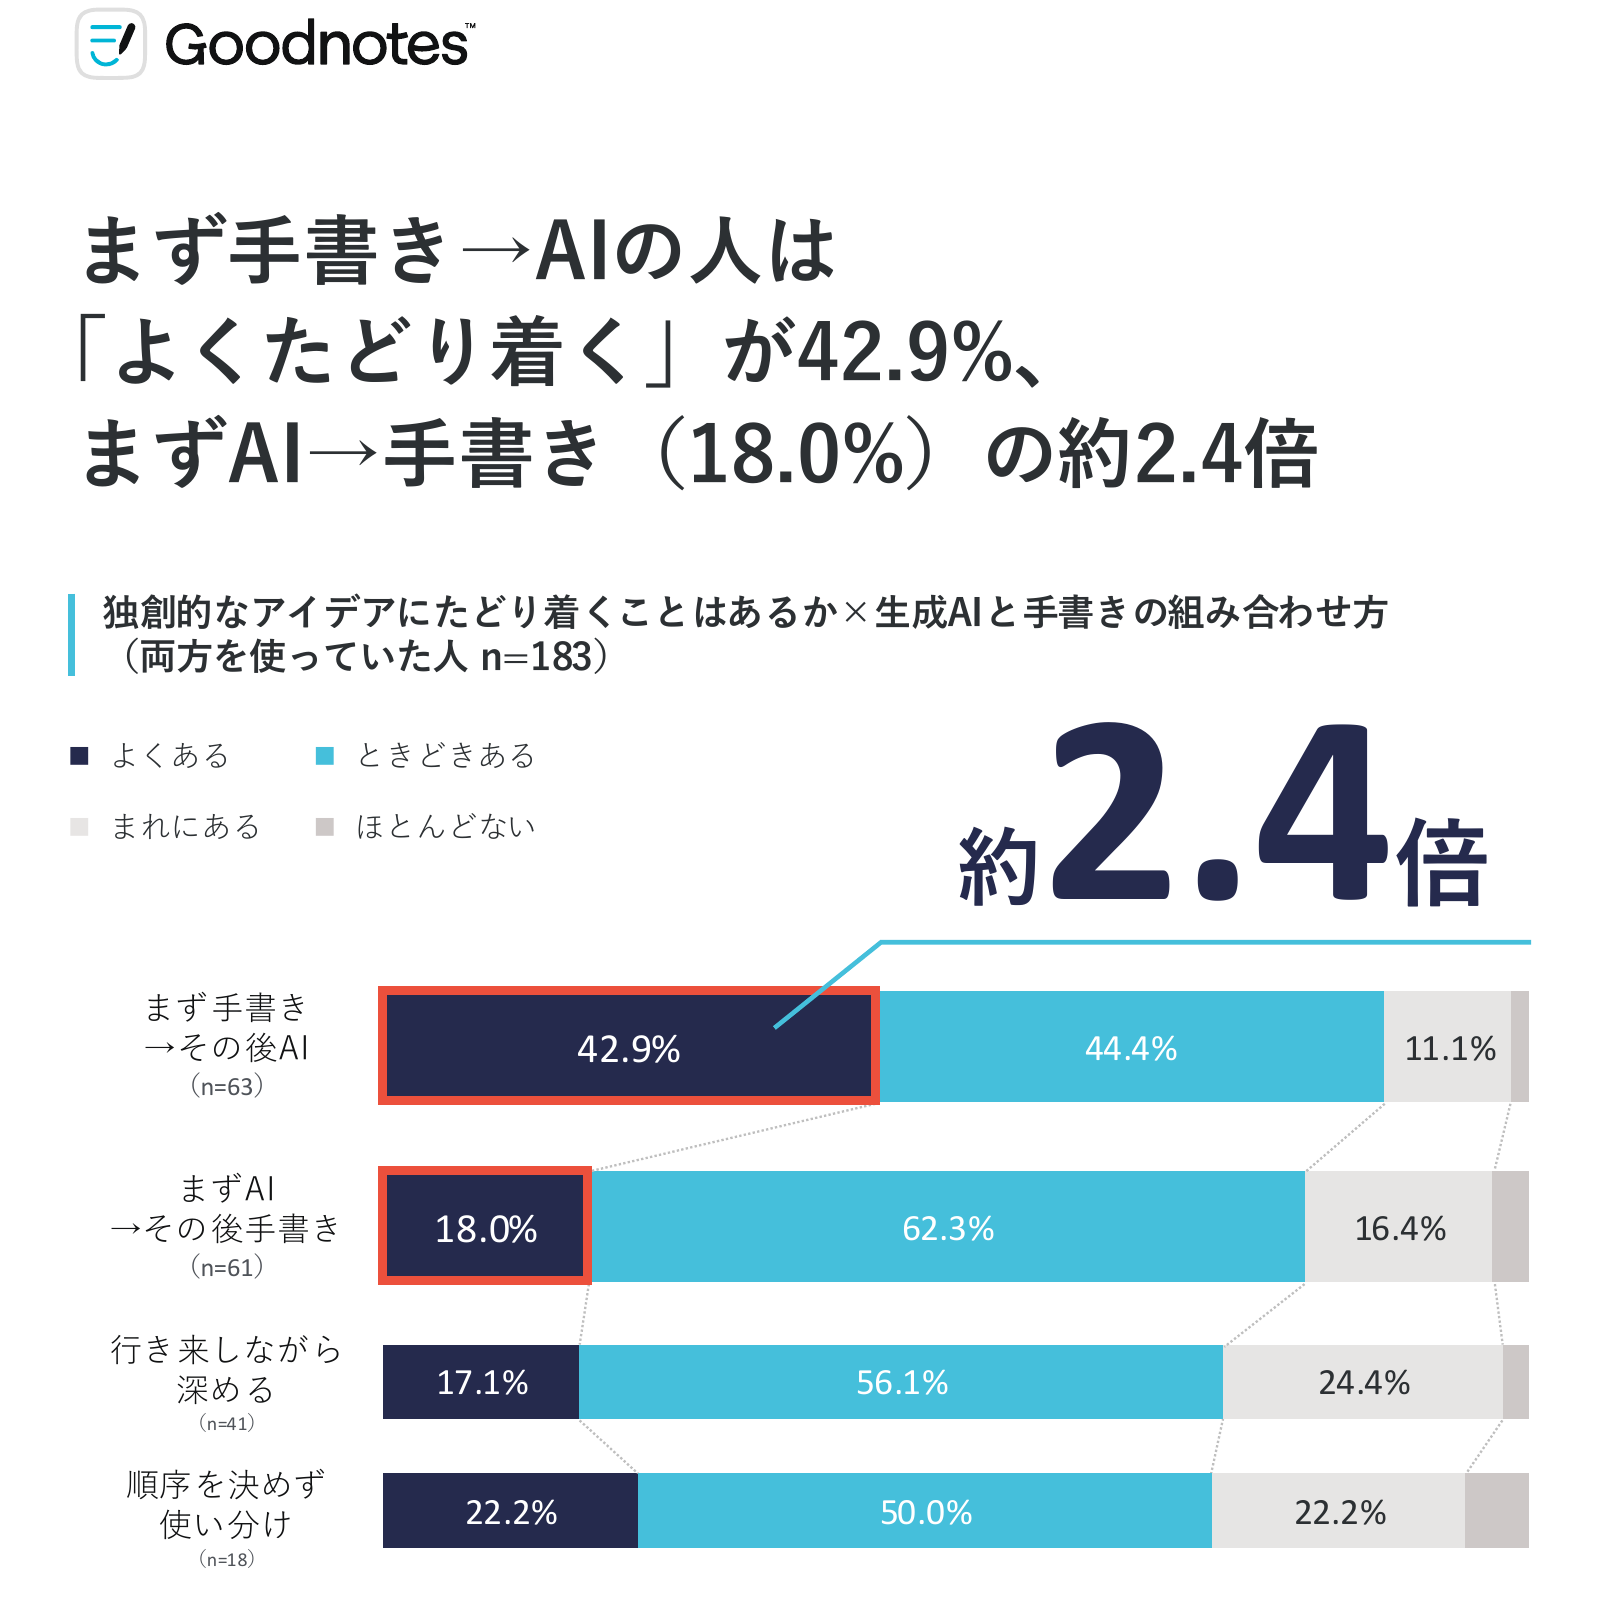 Goodnotes™
まず手書き→AIの人は
「よくたどり着く」が42.9%、
まずAI→手書き（18.0%）の約2.4倍
独創的なアイデアにたどり着くことはあるか×生成AIと手書きの組み合わせ方
（両方を使っていた人 n=183）
よくある ときどきある
まれにある ほとんどない
約2.4倍
まず手書き
→その後AI
（n=63）
42.9% 44.4% 11.1%
まずAI
→その後手書き
（n=61）
18.0% 62.3% 16.4%
行き来しながら
深める
（n=41）
17.1% 56.1% 24.4%
順序を決めず
使い分け
（n=18）
22.2% 50.0% 22.2%